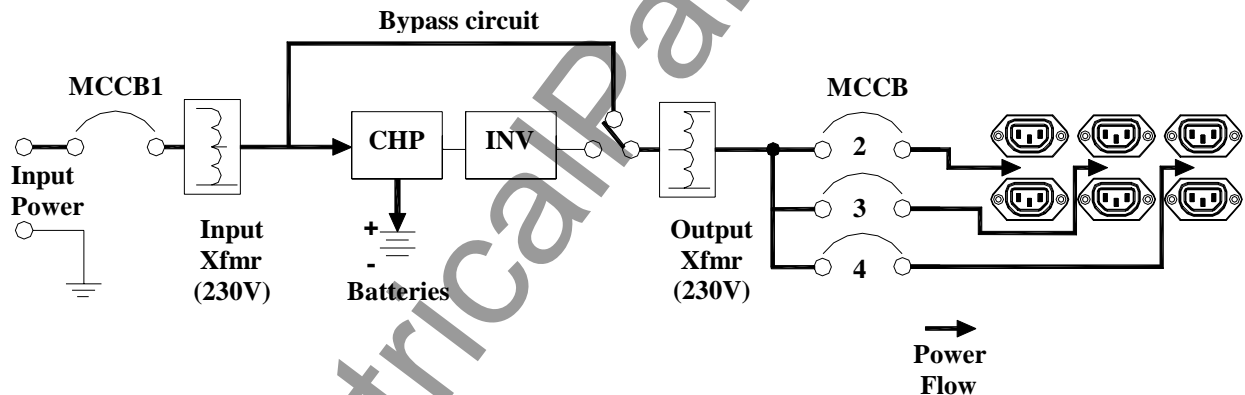 Bypass circuit
MCCB1
MCCB
CHP
INV
2
Input
Power
3
Input
Xfmr
(230V)
+
-
Batteries
Output
Xfmr
(230V)
4
Power
Flow